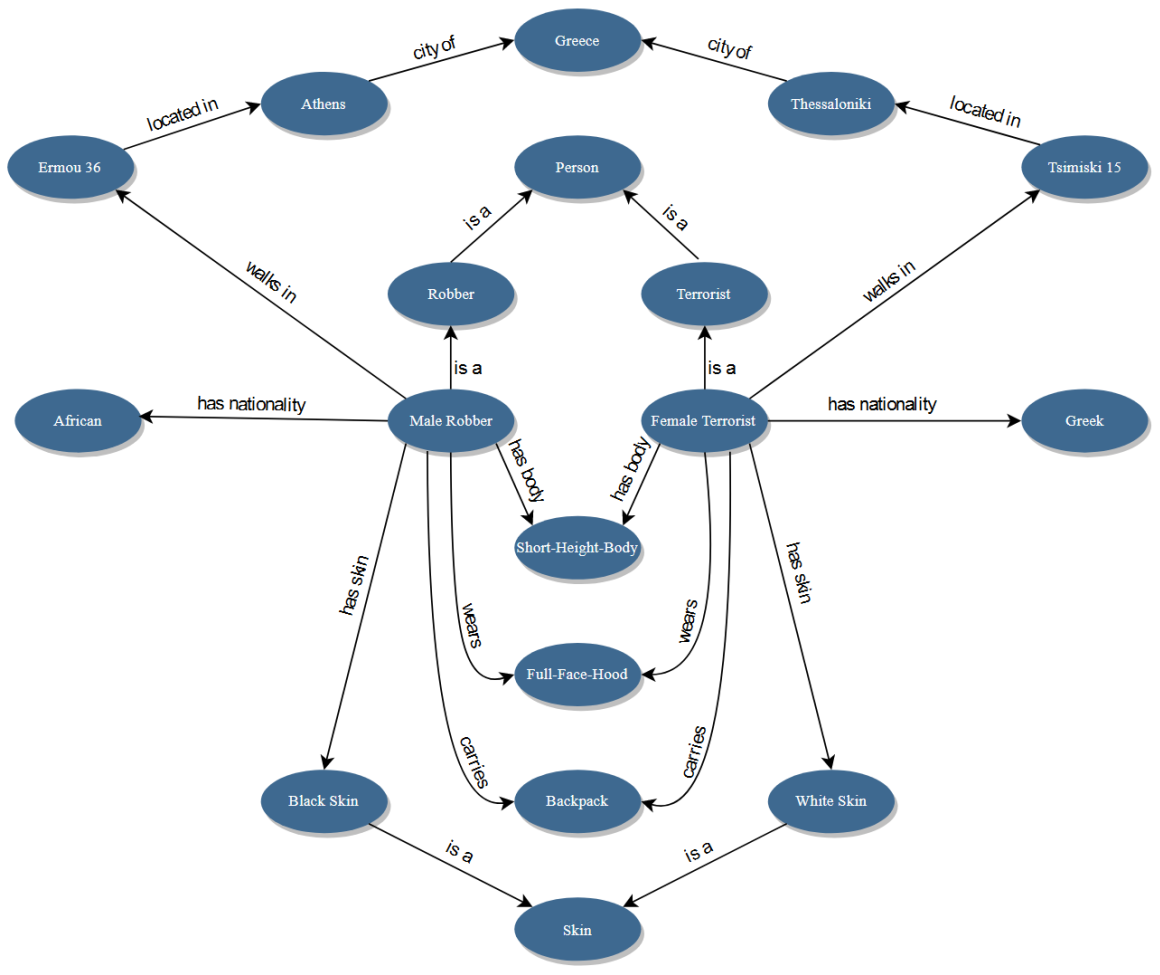 Greece
city of
city of
Athens
Thessaloniki
located in
located in
Ermou 36
Person
Tsimiski 15
is a
is a
walks in
walks in
Robber
Terrorist
is a
is a
has nationality
has nationality
African
Male Robber
Female Terrorist
Greek
has body
has body
Short-Height-Body
has skin
has skin
wears
wears
Full-Face-Hood
carries
carries
Black Skin
Backpack
White Skin
is a
is a
Skin